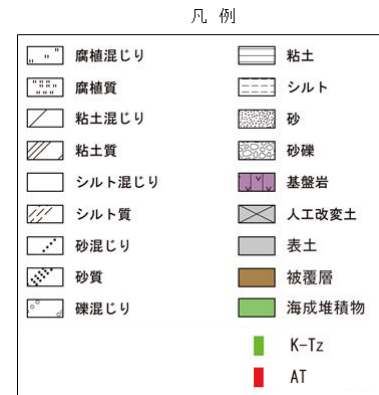 凡 例
腐植混じり
腐植質
粘土混じり
粘土質
シルト混じり
シルト質
砂混じり
砂質
礫混じり
粘土
シルト
砂
砂礫
基盤岩
人工改変土
表土
被覆層
海成堆積物
K-Tz
AT